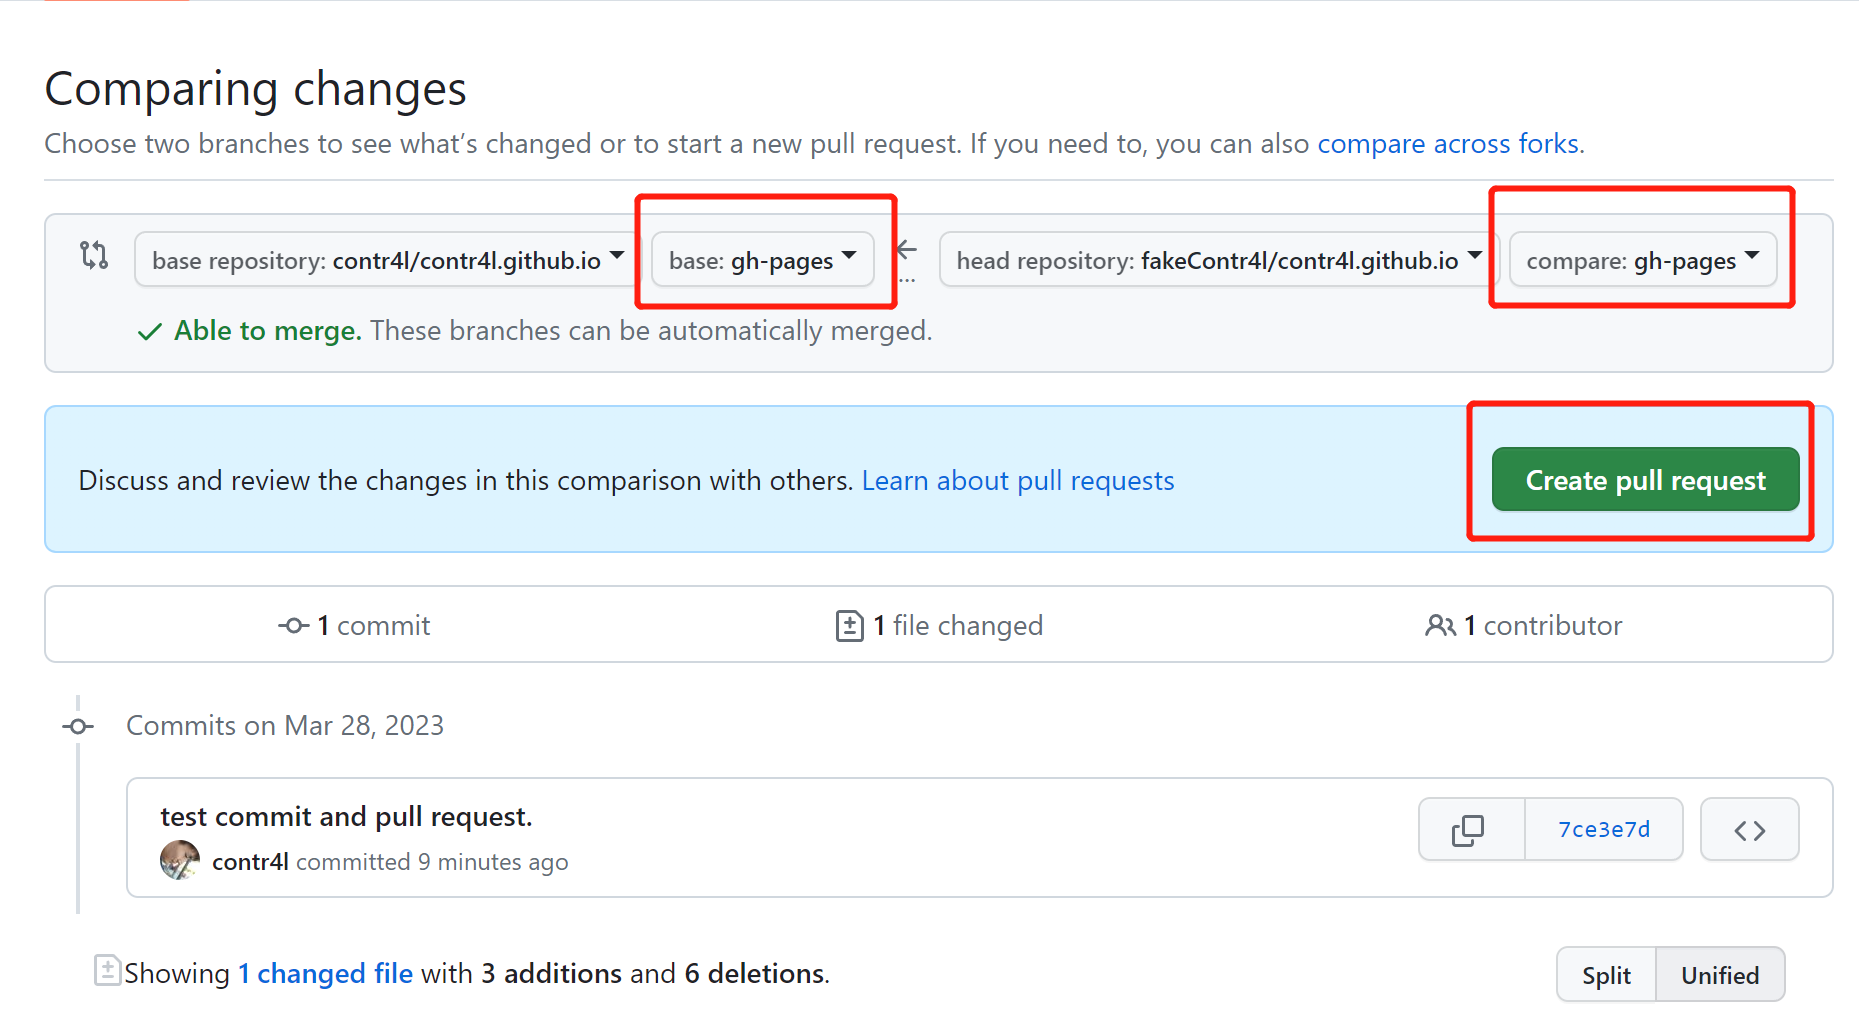 Comparing changes
Choose two branches to see what’s changed or to start a new pull request. If you need to, you can also compare across forks.
base repository: contr4l/contr4l.github.io base: gh-pages ... head repository: fakeContr4l/contr4l.github.io compare: gh-pages
Able to merge. These branches can be automatically merged.
Discuss and review the changes in this comparison with others. Learn about pull requests Create pull request
1 commit 1 file changed 1 contributor
Commits on Mar 28, 2023
test commit and pull request.
7ce3e7d
contr4l committed 9 minutes ago
Showing 1 changed file with 3 additions and 6 deletions.
Split Unified